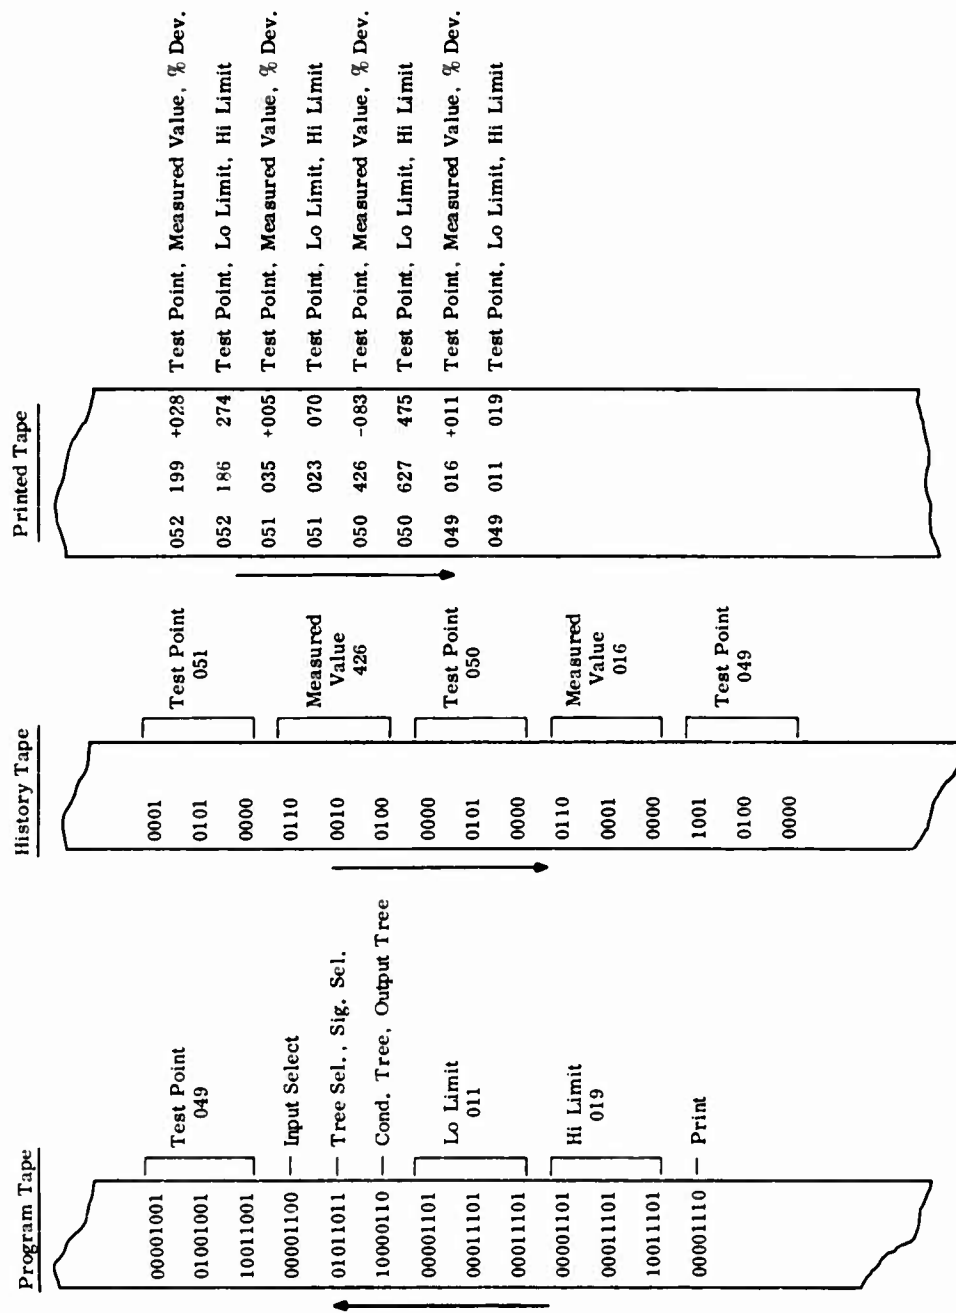 Program Tape
00001001
01001001
10011001
Test Point
049
00001100 — Input Select
01011011 — Tree Sel., Sig. Sel.
10000110 — Cond. Tree, Output Tree
00001101
00011101
00011101
Lo Limit
011
00001101
00011101
10011101
Hi Limit
019
00001110 — Print
History Tape
0001
0101
0000
Test Point
051
0110
0010
0100
Measured
Value
426
0000
0101
0000
Test Point
050
0110
0001
0000
Measured
Value
016
1001
0100
0000
Test Point
049
Printed Tape
052 199 +028 Test Point, Measured Value, % Dev.
052 186 274 Test Point, Lo Limit, Hi Limit
051 035 +005 Test Point, Measured Value, % Dev.
051 023 070 Test Point, Lo Limit, Hi Limit
050 426 -083 Test Point, Measured Value, % Dev.
050 627 475 Test Point, Lo Limit, Hi Limit
049 016 +011 Test Point, Measured Value, % Dev.
049 011 019 Test Point, Lo Limit, Hi Limit